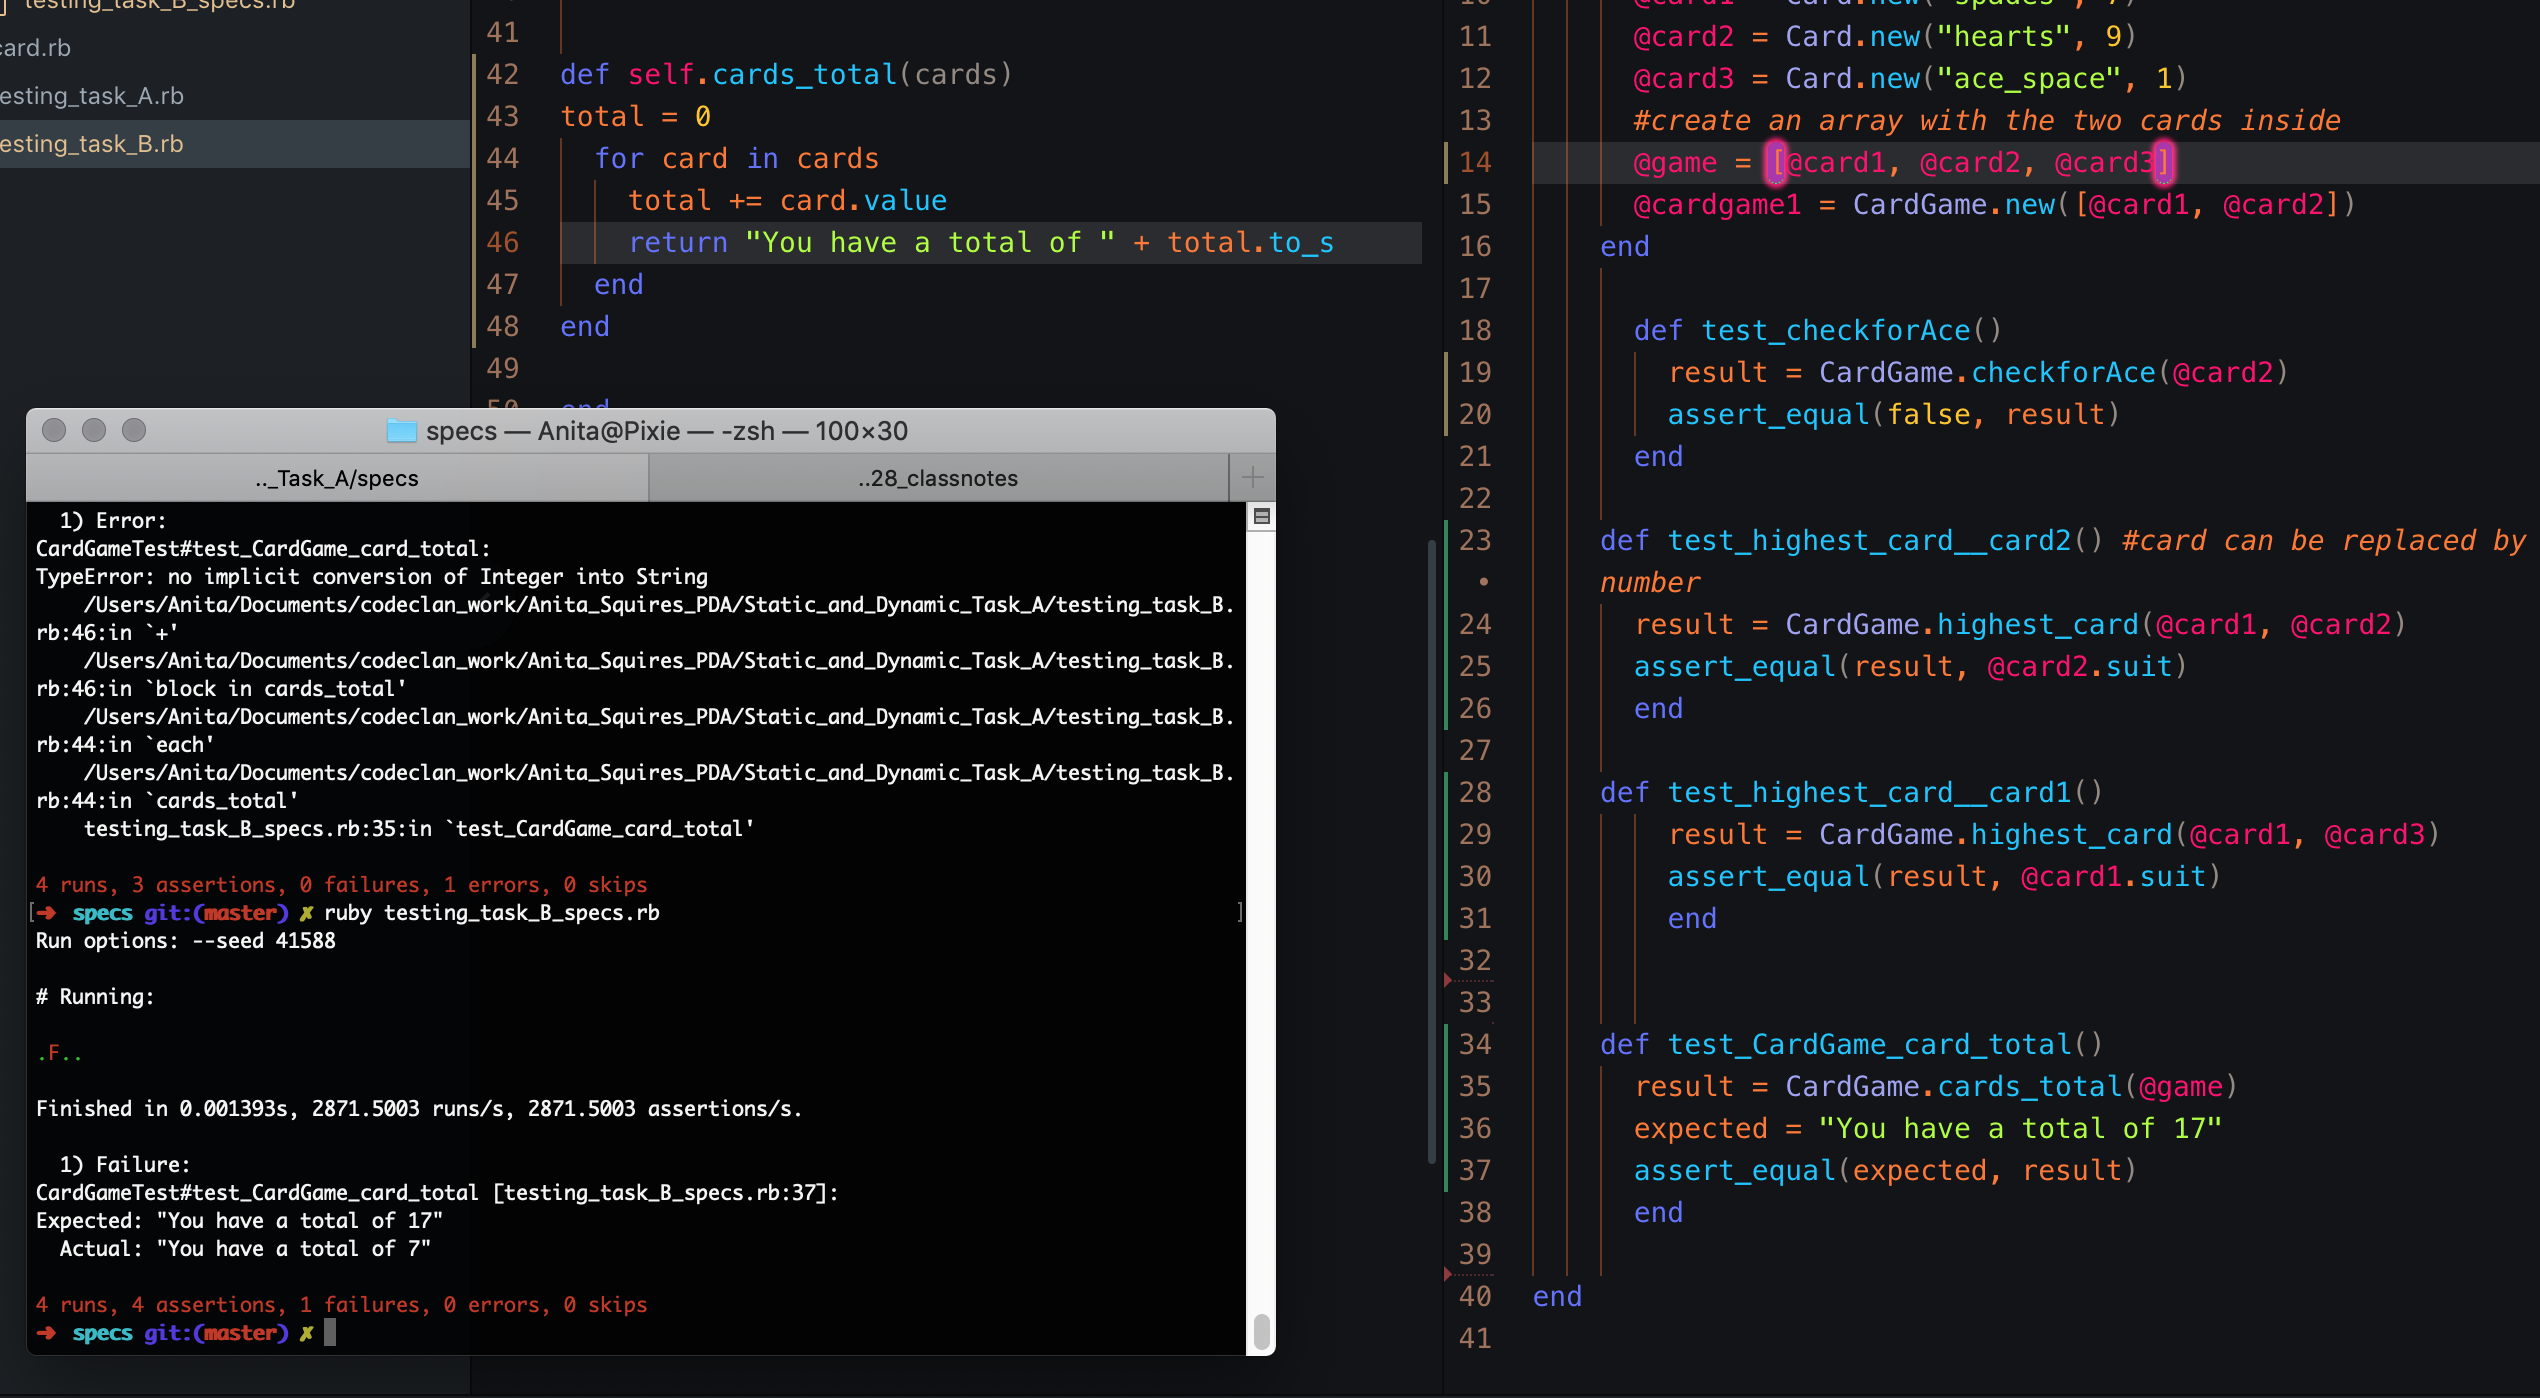 testing_task_B_specs.rb
card.rb
esting_task_A.rb
esting_task_B.rb
41
42 def self.cards_total(cards)
43 total = 0
44 for card in cards
45 total += card.value
46 return "You have a total of " + total.to_s
47 end
48 end
49
50 end
@card1 = Card.new("spades", 7)
11 @card2 = Card.new("hearts", 9)
12 @card3 = Card.new("ace_space", 1)
13 #create an array with the two cards inside
14 @game = [@card1, @card2, @card3]
15 @cardgame1 = CardGame.new([@card1, @card2])
16 end
17
18 def test_checkforAce()
19 result = CardGame.checkforAce(@card2)
20 assert_equal(false, result)
21 end
22
23 def test_highest_card__card2() #card can be replaced by
• number
24 result = CardGame.highest_card(@card1, @card2)
25 assert_equal(result, @card2.suit)
26 end
27
28 def test_highest_card__card1()
29 result = CardGame.highest_card(@card1, @card3)
30 assert_equal(result, @card1.suit)
31 end
32
33
34 def test_CardGame_card_total()
35 result = CardGame.cards_total(@game)
36 expected = "You have a total of 17"
37 assert_equal(expected, result)
38 end
39
40 end
41
specs — Anita@Pixie — -zsh — 100×30
.._Task_A/specs
..28_classnotes
+
1) Error:
CardGameTest#test_CardGame_card_total:
TypeError: no implicit conversion of Integer into String
/Users/Anita/Documents/codeclan_work/Anita_Squires_PDA/Static_and_Dynamic_Task_A/testing_task_B.
rb:46:in `+'
/Users/Anita/Documents/codeclan_work/Anita_Squires_PDA/Static_and_Dynamic_Task_A/testing_task_B.
rb:46:in `block in cards_total'
/Users/Anita/Documents/codeclan_work/Anita_Squires_PDA/Static_and_Dynamic_Task_A/testing_task_B.
rb:44:in `each'
/Users/Anita/Documents/codeclan_work/Anita_Squires_PDA/Static_and_Dynamic_Task_A/testing_task_B.
rb:44:in `cards_total'
testing_task_B_specs.rb:35:in `test_CardGame_card_total'
4 runs, 3 assertions, 0 failures, 1 errors, 0 skips
[➜ specs git:(master) ✗ ruby testing_task_B_specs.rb ]
Run options: --seed 41588
# Running:
.F..
Finished in 0.001393s, 2871.5003 runs/s, 2871.5003 assertions/s.
1) Failure:
CardGameTest#test_CardGame_card_total [testing_task_B_specs.rb:37]:
Expected: "You have a total of 17"
Actual: "You have a total of 7"
4 runs, 4 assertions, 1 failures, 0 errors, 0 skips
➜ specs git:(master) ✗